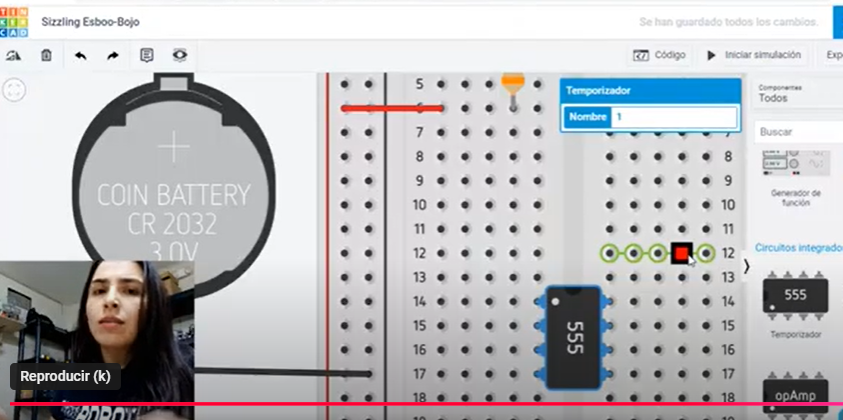 TIN
KER
CAD
Sizzling Esboo-Bojo
Se han guardado todos los cambios.
Código
Iniciar simulación
Exp
Temporizador
Nombre 1
Componentes
Todos
Buscar
Generador de
función
Circuitos integrado
555
Temporizador
opAmp
COIN BATTERY
CR 2032
3.0V
5
6
7
8
9
10
11
12
13
14
15
16
17
18
7
8
9
10
11
12
13
14
15
16
17
18
555
Reproducir (k)